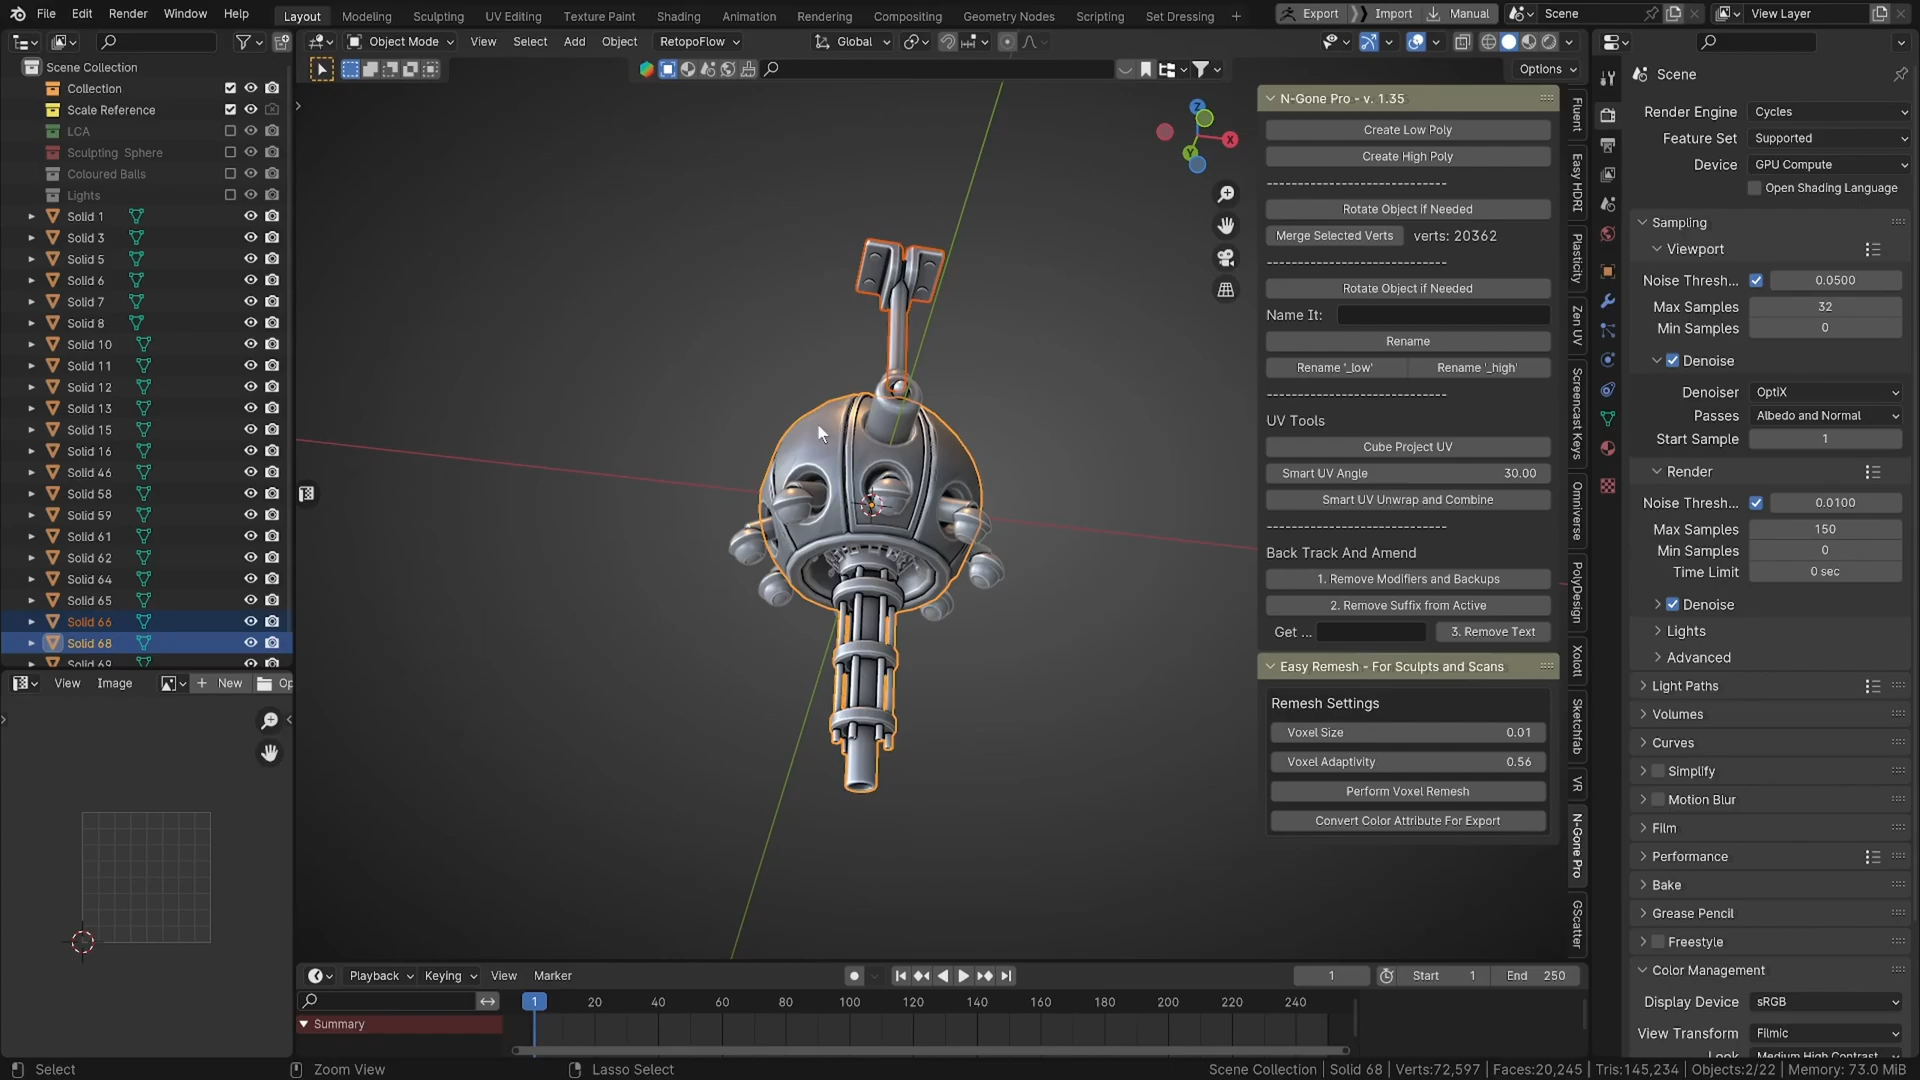 File Edit Render Window Help Layout Modeling Sculpting UV Editing Texture Paint Shading Animation Rendering Compositing Geometry Nodes Scripting Set Dressing + Export Import Manual Scene View Layer
Object Mode View Select Add Object RetopoFlow Global
Options
Scene Collection
Collection
Scale Reference
LCA
Sculpting Sphere
Coloured Balls
Lights
Solid 1
Solid 3
Solid 5
Solid 6
Solid 7
Solid 8
Solid 10
Solid 11
Solid 12
Solid 13
Solid 15
Solid 16
Solid 46
Solid 58
Solid 59
Solid 61
Solid 62
Solid 64
Solid 65
Solid 66
Solid 68
Solid 69
View Image + New Op
Z
X
Y
N-Gone Pro - v. 1.35
Create Low Poly
Create High Poly
-----------------------------
Rotate Object if Needed
Merge Selected Verts verts: 20362
-----------------------------
Rotate Object if Needed
Name It:
Rename
Rename '_low' Rename '_high'
-----------------------------
UV Tools
Cube Project UV
Smart UV Angle 30.00
Smart UV Unwrap and Combine
-----------------------------
Back Track And Amend
1. Remove Modifiers and Backups
2. Remove Suffix from Active
Get ... 3. Remove Text
Easy Remesh - For Sculpts and Scans
Remesh Settings
Voxel Size 0.01
Voxel Adaptivity 0.56
Perform Voxel Remesh
Convert Color Attribute For Export
Fluent
Easy HDRI
Plasticity
Zen UV
Screencast Keys
Omniverse
PolyDesign
Xolotl
Sketchfab
VR
N-Gone Pro
GScatter
Scene
Render Engine Cycles
Feature Set Supported
Device GPU Compute
Open Shading Language
Sampling
Viewport
Noise Thresh... 0.0500
Max Samples 32
Min Samples 0
Denoise
Denoiser OptiX
Passes Albedo and Normal
Start Sample 1
Render
Noise Thresh... 0.0100
Max Samples 150
Min Samples 0
Time Limit 0 sec
Denoise
Lights
Advanced
Light Paths
Volumes
Curves
Simplify
Motion Blur
Film
Performance
Bake
Grease Pencil
Freestyle
Color Management
Display Device sRGB
View Transform Filmic
Look Medium High Contrast
Playback Keying View Marker 1 Start 1 End 250
1 20 40 60 80 100 120 140 160 180 200 220 240
Summary
Select Zoom View Lasso Select Scene Collection | Solid 68 | Verts:72,597 | Faces:20,245 | Tris:145,234 | Objects:2/22 | Memory: 73.0 MiB